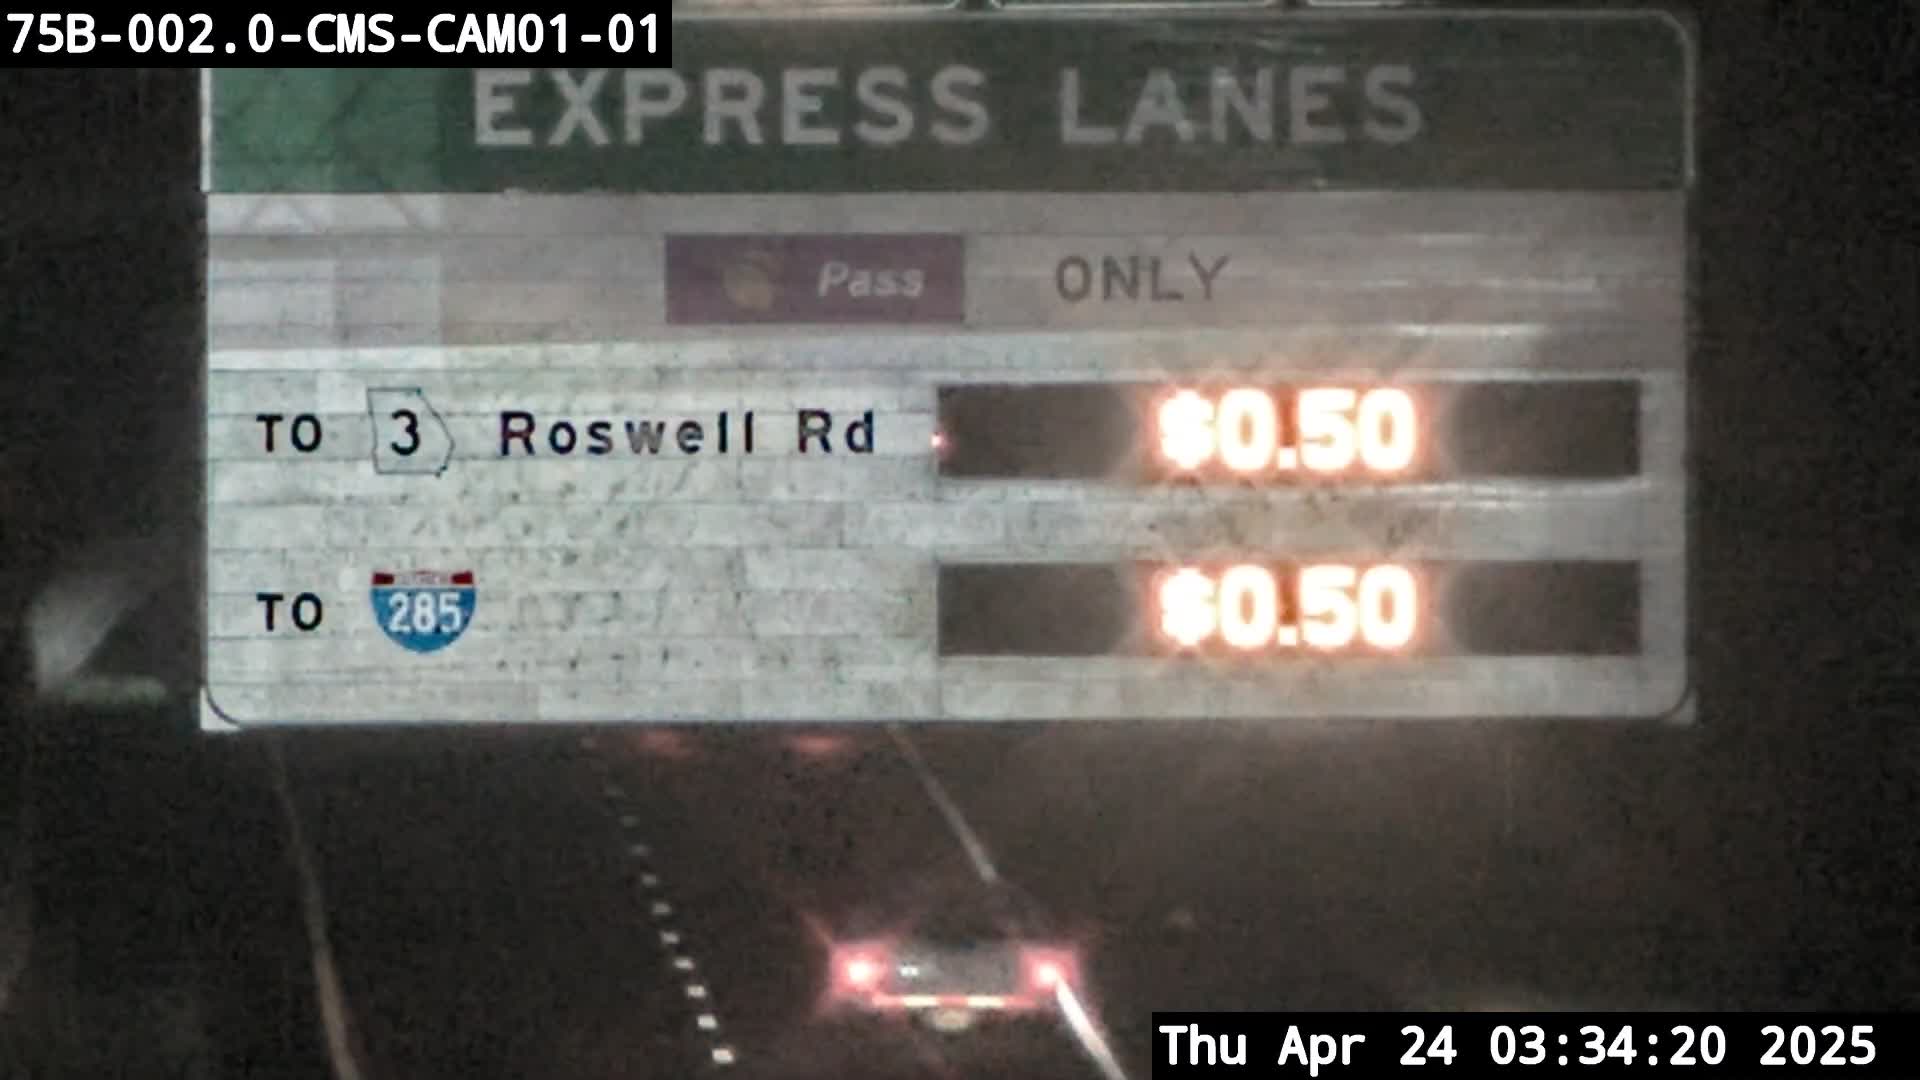 75B-002.0-CMS-CAM01-01
EXPRESS LANES
Pass ONLY
TO 3 Roswell Rd $0.50
TO 285 $0.50
Thu Apr 24 03:34:20 2025